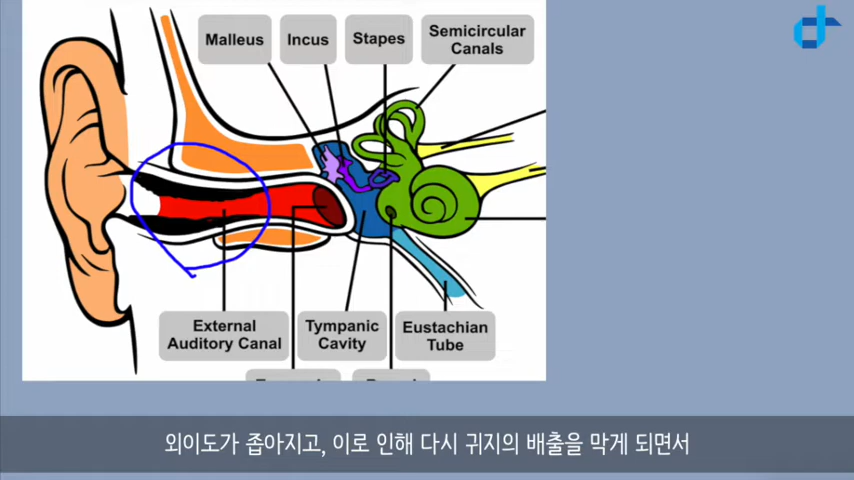 Malleus
Incus
Stapes
Semicircular
Canals
External
Auditory Canal
Tympanic
Cavity
Eustachian
Tube
외이도가 좁아지고, 이로 인해 다시 귀지의 배출을 막게 되면서